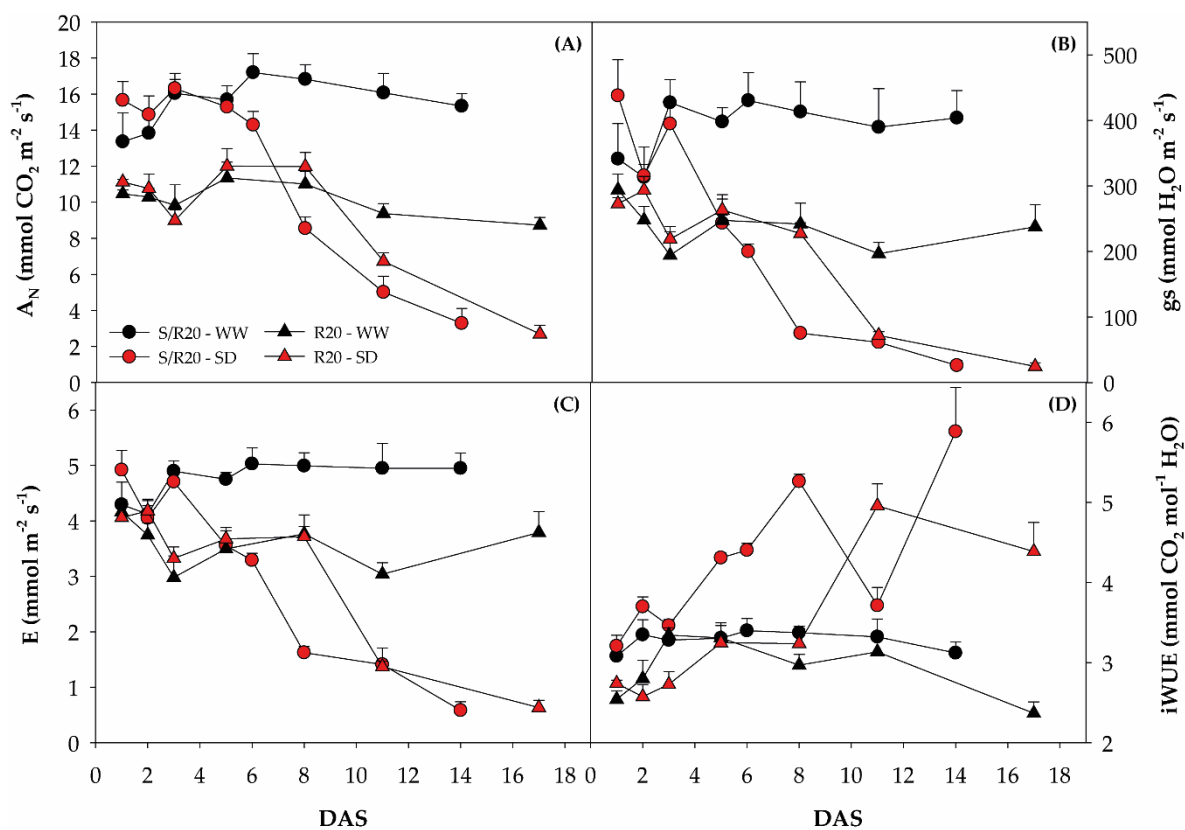 20
18
16
14
12
10
8
6
4
2
A_N (mmol CO₂ m⁻² s⁻¹)
(A)
S/R20 - WW
R20 - WW
S/R20 - SD
R20 - SD
(B)
500
400
300
200
100
0
gs (mmol H₂O m⁻² s⁻¹)
(C)
6
5
4
3
2
1
0
E (mmol m⁻² s⁻¹)
0 2 4 6 8 10 12 14 16 18
DAS
(D)
6
5
4
3
2
iWUE (mmol CO₂ mol⁻¹ H₂O)
2 4 6 8 10 12 14 16 18
DAS